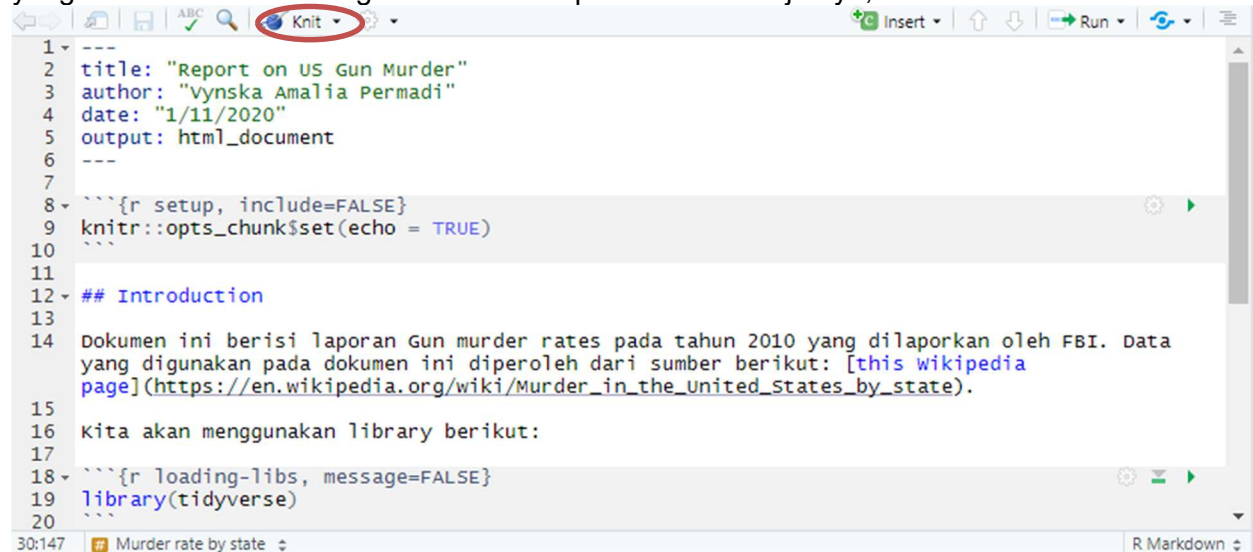 ABC Knit Insert Run
1 ---
2 title: "Report on US Gun Murder"
3 author: "Vynska Amalia Permadi"
4 date: "1/11/2020"
5 output: html_document
6 ---
7
8 ```{r setup, include=FALSE}
9 knitr::opts_chunk$set(echo = TRUE)
10 ```
11
12 ## Introduction
13
14 Dokumen ini berisi laporan Gun murder rates pada tahun 2010 yang dilaporkan oleh FBI. Data
yang digunakan pada dokumen ini diperoleh dari sumber berikut: [this Wikipedia
page](https://en.wikipedia.org/wiki/Murder_in_the_United_States_by_state).
15
16 Kita akan menggunakan library berikut:
17
18 ```{r loading-libs, message=FALSE}
19 library(tidyverse)
20 ```
30:147 # Murder rate by state R Markdown